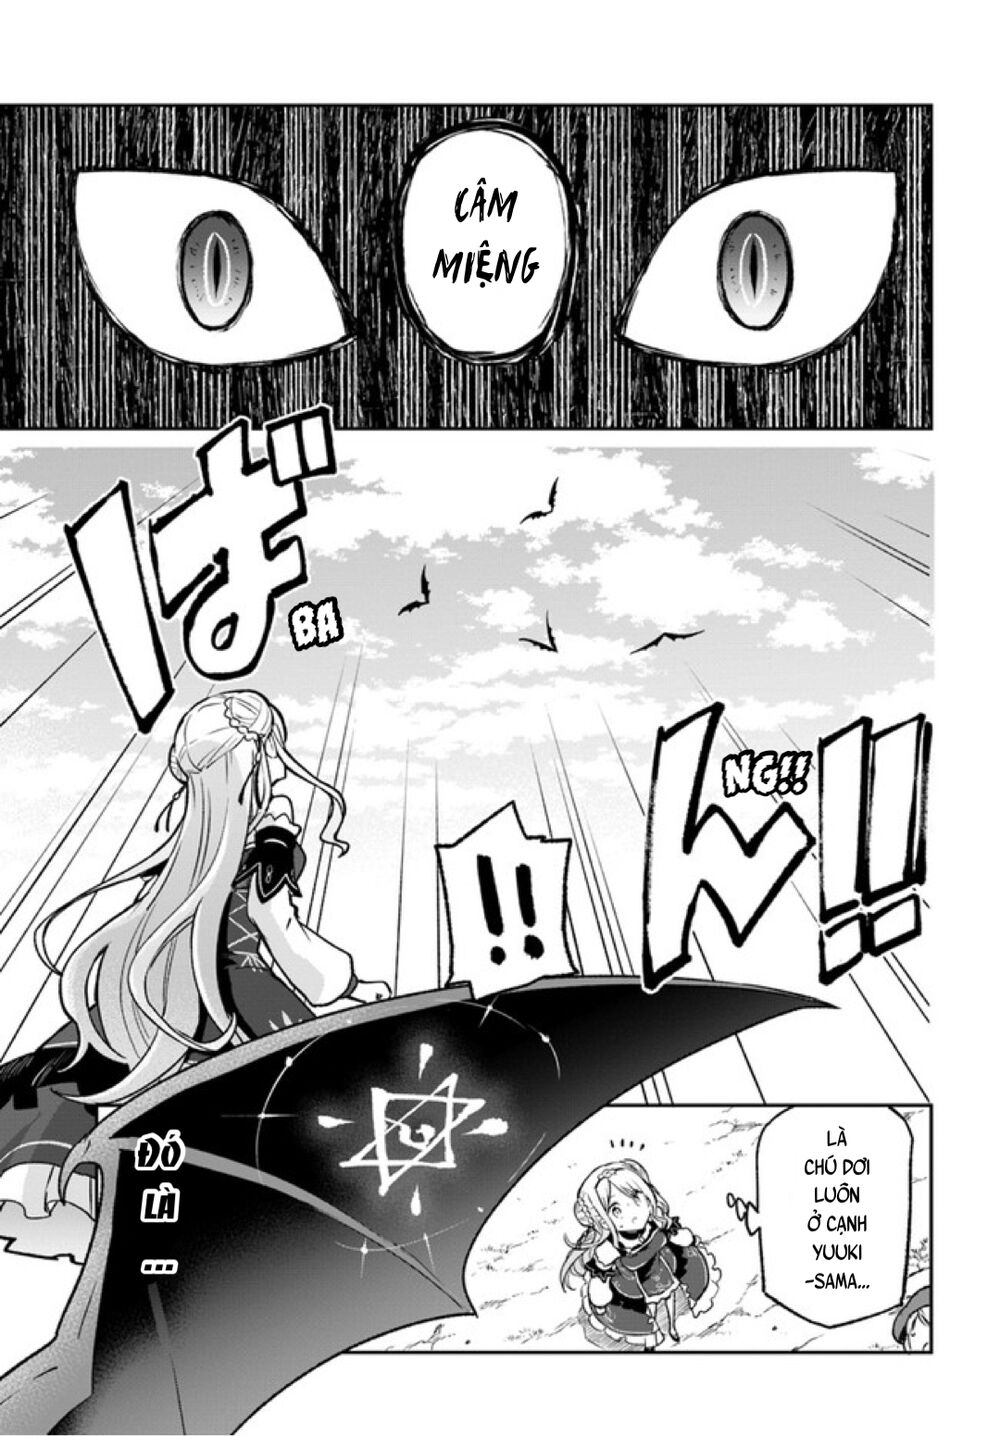 CÂM
MIỆNG
ば
BA
ん!!
NG!!
!!
LÀ
CHÚ DƠI
LUÔN
Ở CẠNH
YUUKI
-SAMA...
ĐÓ
LÀ
...